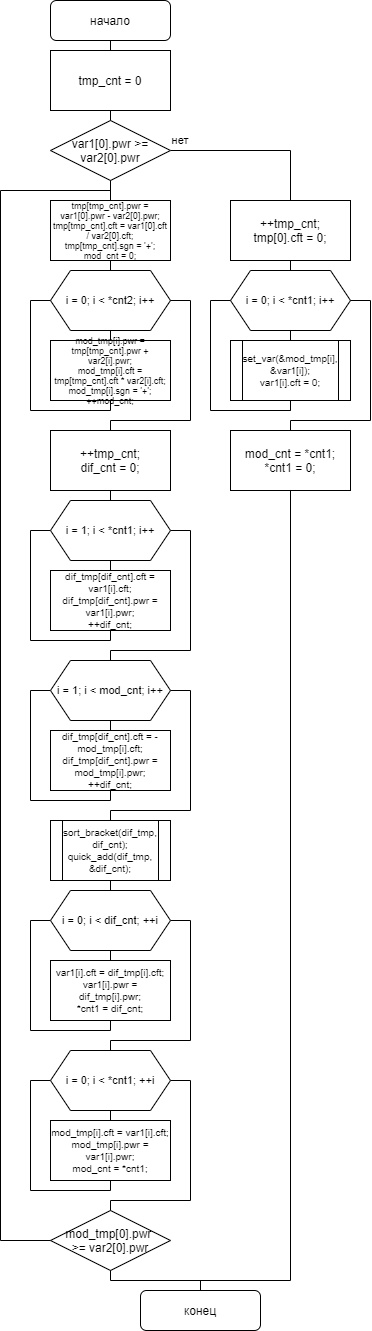 начало
tmp_cnt = 0
var1[0].pwr >=
var2[0].pwr
нет
tmp[tmp_cnt].pwr =
var1[0].pwr - var2[0].pwr;
tmp[tmp_cnt].cft = var1[0].cft
/ var2[0].cft;
tmp[tmp_cnt].sgn = '+';
mod_cnt = 0;
++tmp_cnt;
tmp[0].cft = 0;
i = 0; i < *cnt2; i++
i = 0; i < *cnt1; i++
mod_tmp[i].pwr =
tmp[tmp_cnt].pwr +
var2[i].pwr;
mod_tmp[i].cft =
tmp[tmp_cnt].cft * var2[i].cft;
mod_tmp[i].sgn = '+';
++mod_cnt;
set_var(&mod_tmp[i],
&var1[i]);
var1[i].cft = 0;
++tmp_cnt;
dif_cnt = 0;
mod_cnt = *cnt1;
*cnt1 = 0;
i = 1; i < *cnt1; i++
dif_tmp[dif_cnt].cft =
var1[i].cft;
dif_tmp[dif_cnt].pwr =
var1[i].pwr;
++dif_cnt;
i = 1; i < mod_cnt; i++
dif_tmp[dif_cnt].cft = -
mod_tmp[i].cft;
dif_tmp[dif_cnt].pwr =
mod_tmp[i].pwr;
++dif_cnt;
sort_bracket(dif_tmp,
dif_cnt);
quick_add(dif_tmp,
&dif_cnt);
i = 0; i < dif_cnt; ++i
var1[i].cft = dif_tmp[i].cft;
var1[i].pwr =
dif_tmp[i].pwr;
*cnt1 = dif_cnt;
i = 0; i < *cnt1; ++i
mod_tmp[i].cft = var1[i].cft;
mod_tmp[i].pwr =
var1[i].pwr;
mod_cnt = *cnt1;
mod_tmp[0].pwr
>= var2[0].pwr
конец